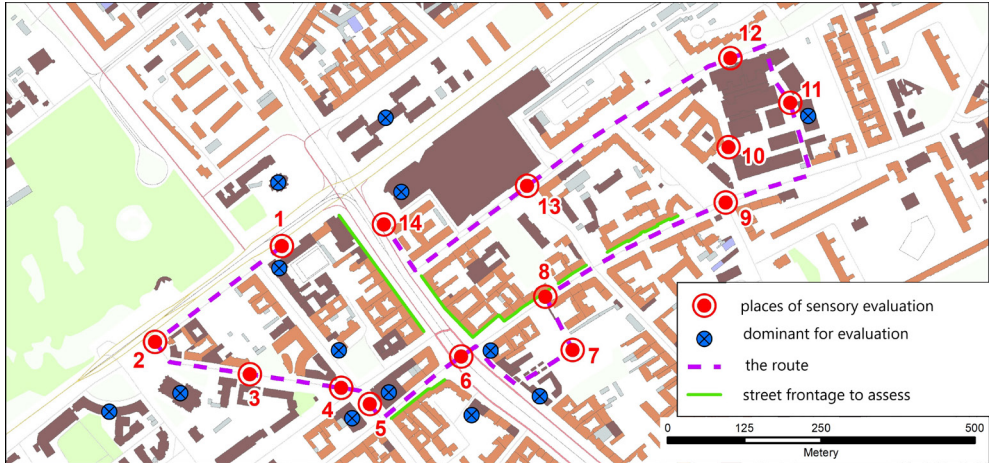 12
11
10
13
9
14
1
8
2
7
6
3
4
5
places of sensory evaluation
dominant for evaluation
the route
street frontage to assess
0 125 250 500
Metery